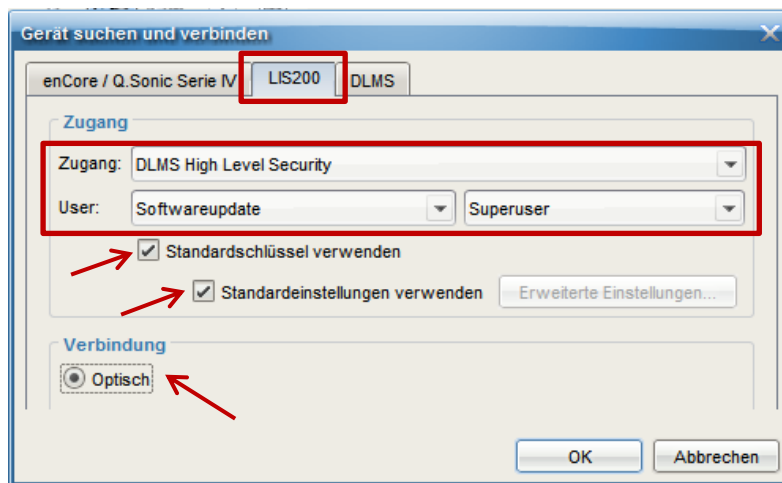 Gerät suchen und verbinden
enCore / Q.Sonic Serie IV LIS200 DLMS
Zugang
Zugang: DLMS High Level Security
User: Softwareupdate Superuser
Standardschlüssel verwenden
Standardeinstellungen verwenden Erweiterte Einstellungen...
Verbindung
Optisch
OK Abbrechen